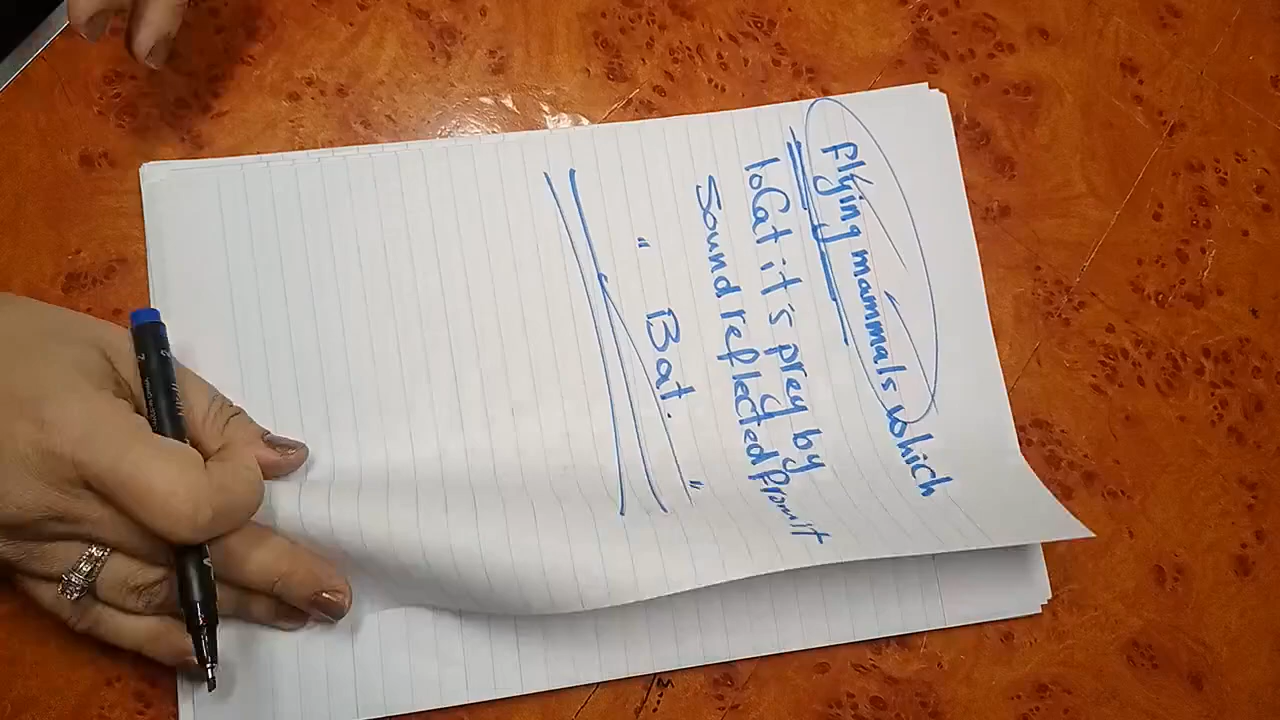 Flying mammals which
loCat it's prey by
Sound reflected From it
" Bat. "